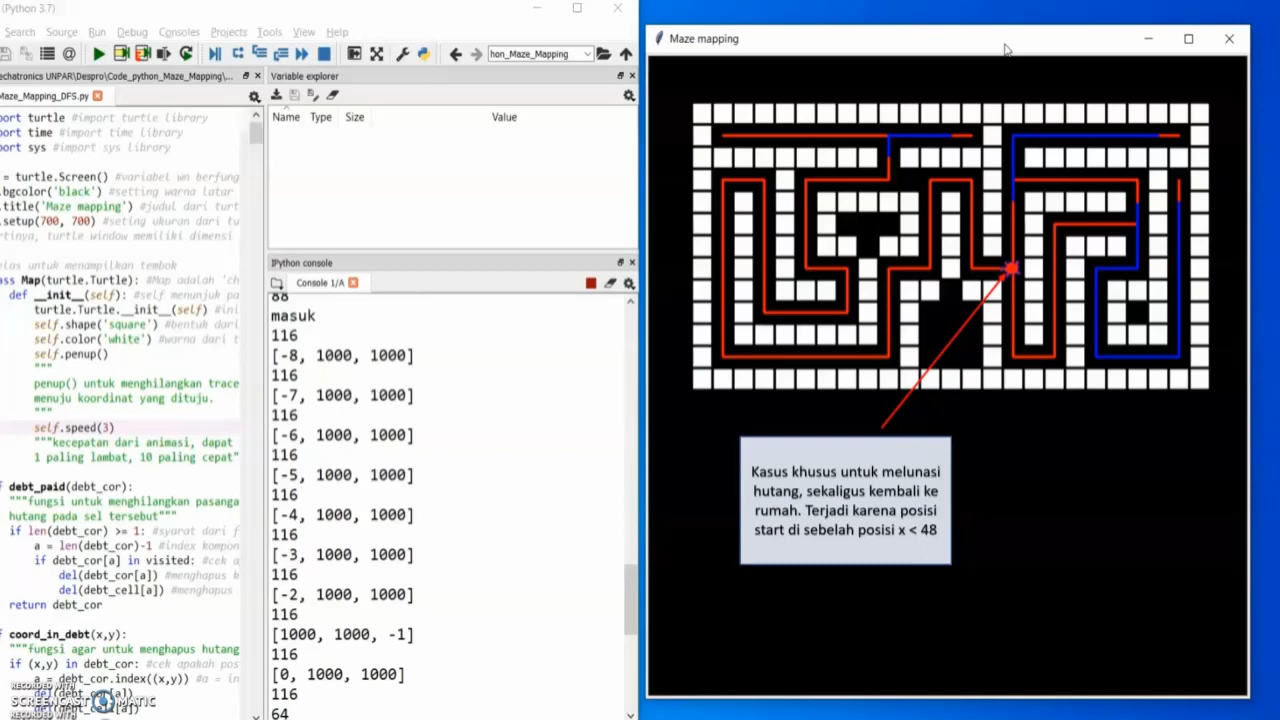 (Python 3.7)
Search Source Run Debug Consoles Projects Tools View Help
hon_Maze_Mapping
echatronics UNPAR/Despro/Code_python_Maze_Mapping/...
Maze_Mapping_DFS.py
port turtle #import turtle library
port time #import time library
port sys #import sys library
= turtle.Screen() #variabel wn berfung
.bgcolor('black') #setting warna latar
.title('Maze mapping') #judul dari turt
.setup(700, 700) #seting ukuran dari tu
rtinya, turtle window memiliki dimensi
elas untuk menampilkan tembok
ass Map(turtle.Turtle): #Map adalah 'ch
def __init__(self): #self menunjuk pa
turtle.Turtle.__init__(self) #ini
self.shape('square') #bentuk dari
self.color('white') #warna dari t
self.penup()
"""
penup() untuk menghilangkan trace
menuju koordinat yang dituju.
"""
self.speed(3)
"""kecepatan dari animasi, dapat
1 paling lambat, 10 paling cepat"
f debt_paid(debt_cor):
"""fungsi untuk menghilangkan pasanga
hutang pada sel tersebut"""
if len(debt_cor) >= 1: #syarat dari f
a = len(debt_cor)-1 #index kompon
if debt_cor[a] in visited: #cek a
del(debt_cor[a]) #menghapus k
del(debt_cell[a]) #menghapus
return debt_cor
f coord_in_debt(x,y):
"""fungsi agar untuk menghapus hutang
if (x,y) in debt_cor: #cek apakah pos
a = debt_cor.index((x,y)) #a = in
del(debt_cor[a])
del(debt_cell[a])
RECORDED WITH
SCREENCAST MATIC
Variable explorer
Name Type Size Value
IPython console
Console 1/A
88
masuk
116
[-8, 1000, 1000]
116
[-7, 1000, 1000]
116
[-6, 1000, 1000]
116
[-5, 1000, 1000]
116
[-4, 1000, 1000]
116
[-3, 1000, 1000]
116
[-2, 1000, 1000]
116
[1000, 1000, -1]
116
[0, 1000, 1000]
116
64
Maze mapping
Kasus khusus untuk melunasi
hutang, sekaligus kembali ke
rumah. Terjadi karena posisi
start di sebelah posisi x < 48